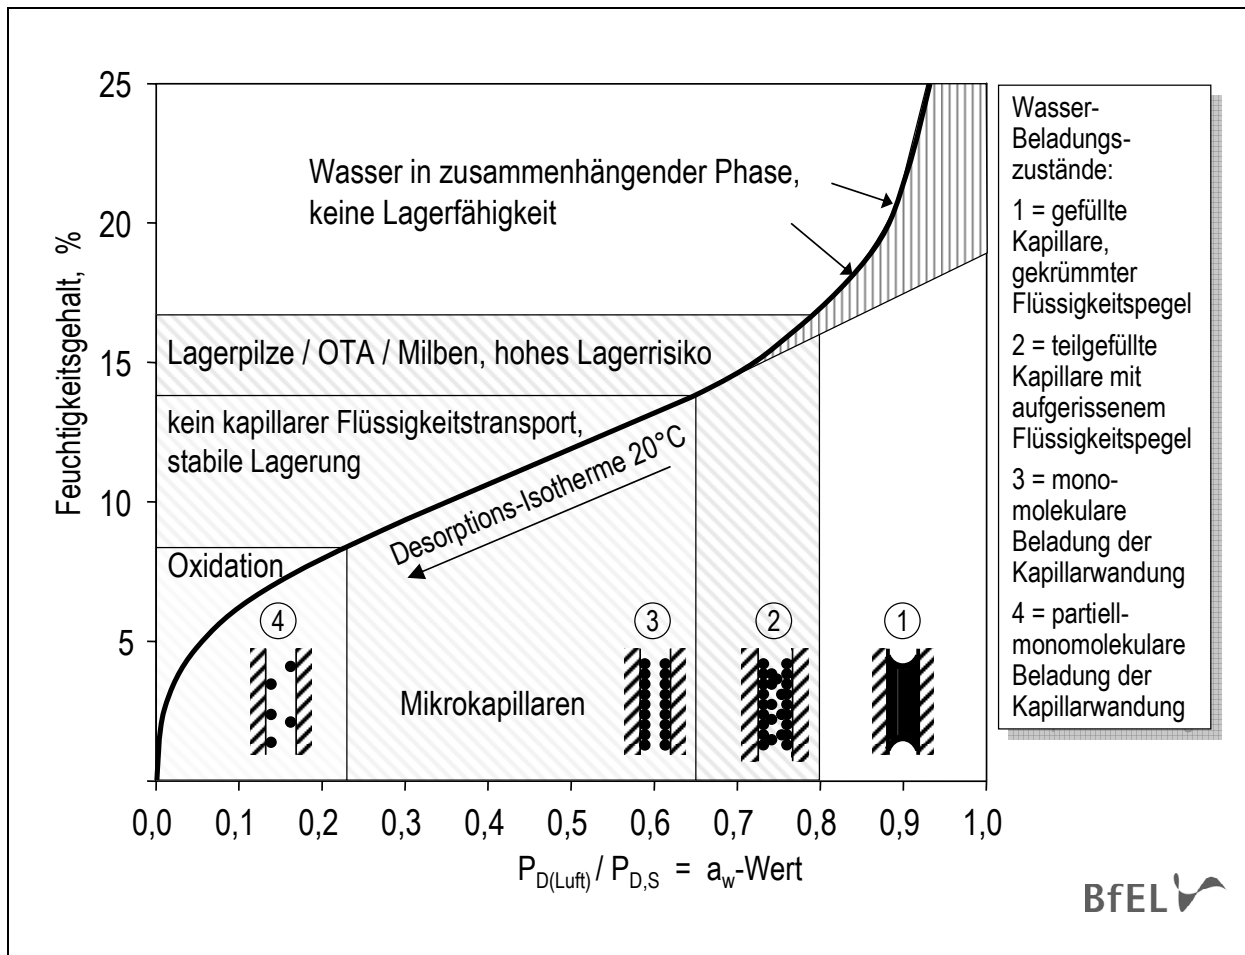 25
20
15
10
5
Feuchtigkeitsgehalt, %
Wasser in zusammenhängender Phase,
keine Lagerfähigkeit
Lagerpilze / OTA / Milben, hohes Lagerrisiko
kein kapillarer Flüssigkeitstransport,
stabile Lagerung
Desorptions-Isotherme 20°C
Oxidation
4
3
2
1
Mikrokapillaren
0,0 0,1 0,2 0,3 0,4 0,5 0,6 0,7 0,8 0,9 1,0
P_D(Luft) / P_D,S = a_w-Wert
Wasser-
Beladungs-
zustände:
1 = gefüllte
Kapillare,
gekrümmter
Flüssigkeitspegel
2 = teilgefüllte
Kapillare mit
aufgerissenem
Flüssigkeitspegel
3 = mono-
molekulare
Beladung der
Kapillarwandung
4 = partiell-
monomolekulare
Beladung der
Kapillarwandung
BfEL